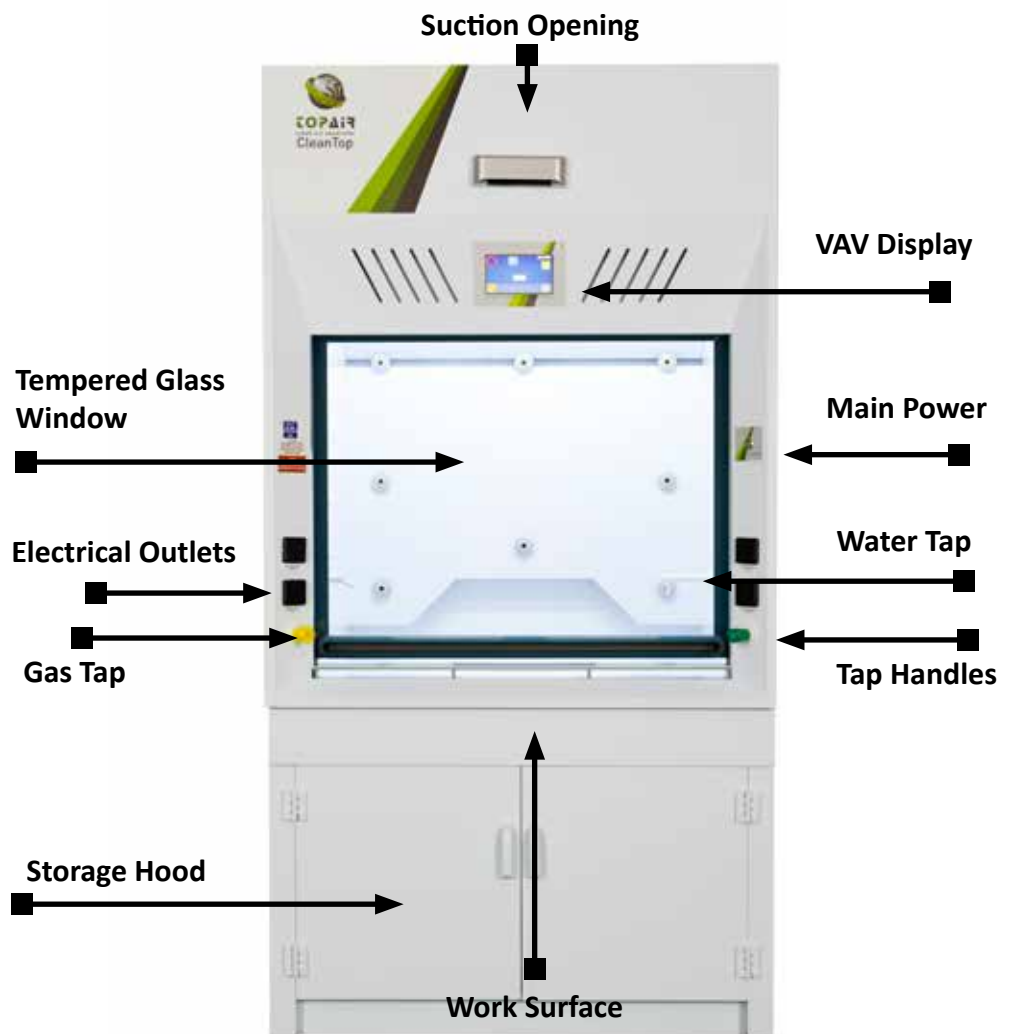 Suction Opening
TOPAIR
CleanTop
VAV Display
Tempered Glass
Window
Main Power
Electrical Outlets
Water Tap
Gas Tap
Tap Handles
Storage Hood
Work Surface